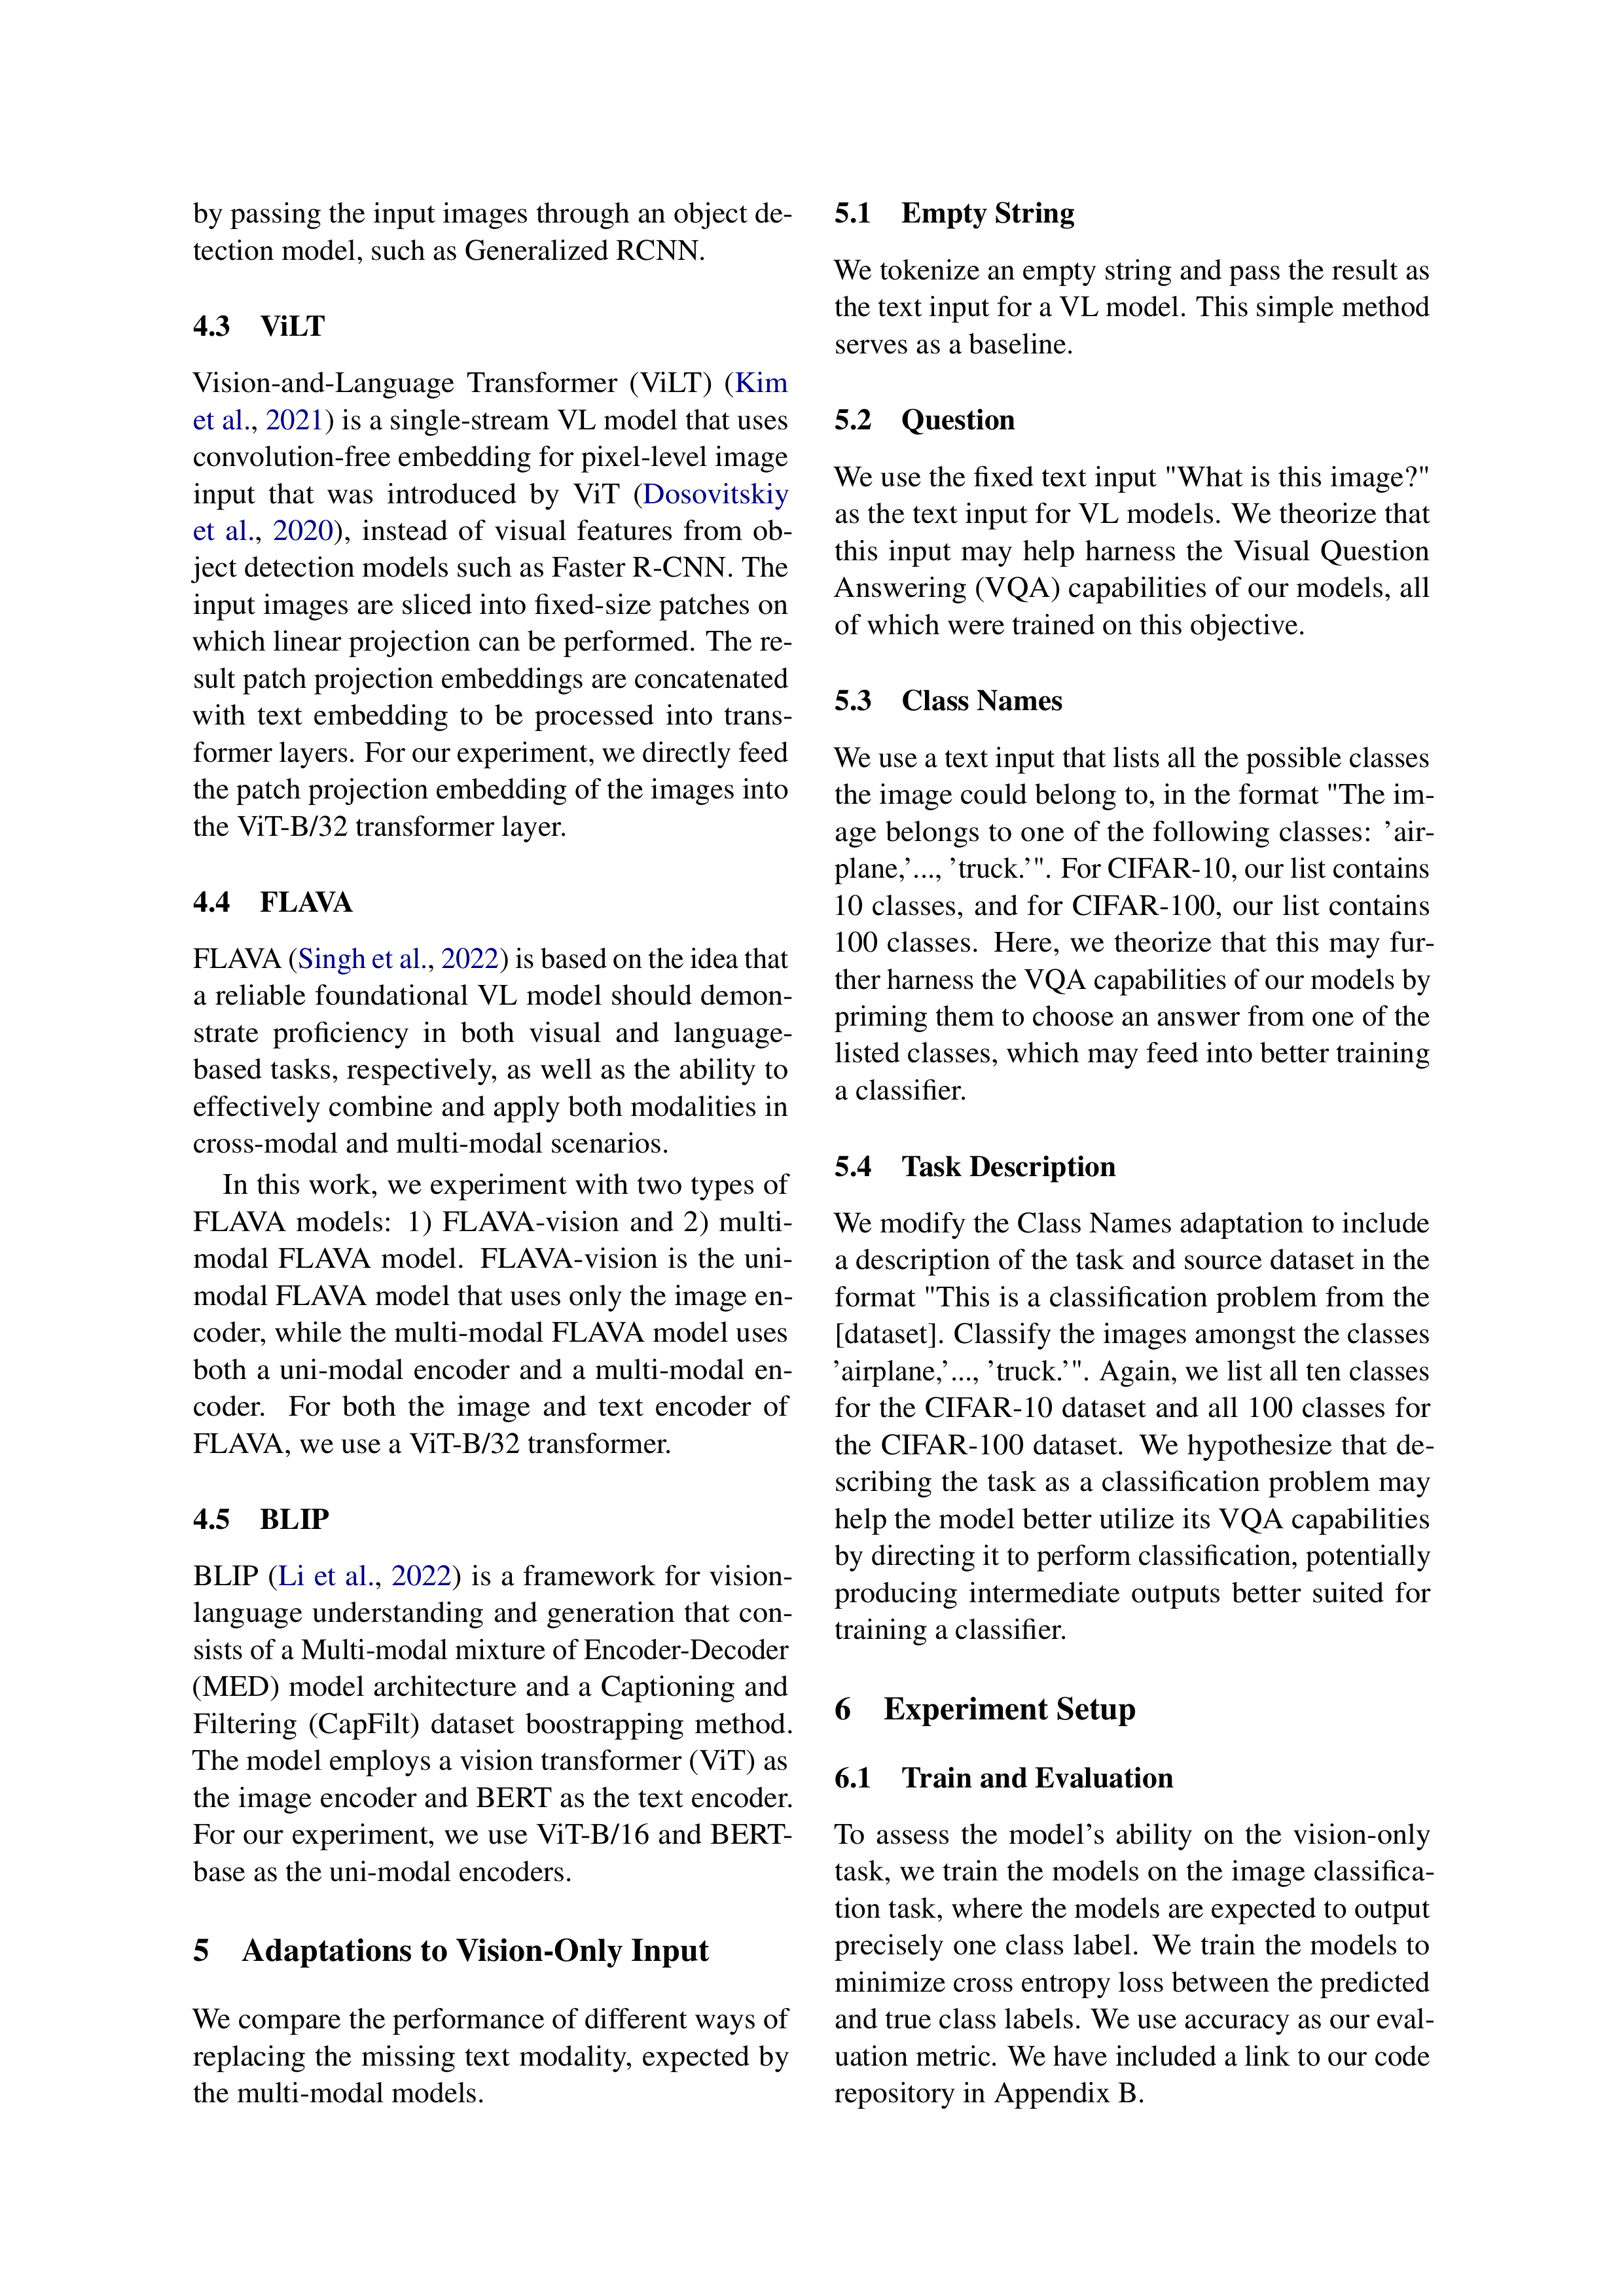 by passing the input images through an object de-
tection model, such as Generalized RCNN.
4.3 ViLT
Vision-and-Language Transformer (ViLT) (Kim
et al., 2021) is a single-stream VL model that uses
convolution-free embedding for pixel-level image
input that was introduced by ViT (Dosovitskiy
et al., 2020), instead of visual features from ob-
ject detection models such as Faster R-CNN. The
input images are sliced into fixed-size patches on
which linear projection can be performed. The re-
sult patch projection embeddings are concatenated
with text embedding to be processed into trans-
former layers. For our experiment, we directly feed
the patch projection embedding of the images into
the ViT-B/32 transformer layer.
4.4 FLAVA
FLAVA (Singh et al., 2022) is based on the idea that
a reliable foundational VL model should demon-
strate proficiency in both visual and language-
based tasks, respectively, as well as the ability to
effectively combine and apply both modalities in
cross-modal and multi-modal scenarios.
In this work, we experiment with two types of
FLAVA models: 1) FLAVA-vision and 2) multi-
modal FLAVA model. FLAVA-vision is the uni-
modal FLAVA model that uses only the image en-
coder, while the multi-modal FLAVA model uses
both a uni-modal encoder and a multi-modal en-
coder. For both the image and text encoder of
FLAVA, we use a ViT-B/32 transformer.
4.5 BLIP
BLIP (Li et al., 2022) is a framework for vision-
language understanding and generation that con-
sists of a Multi-modal mixture of Encoder-Decoder
(MED) model architecture and a Captioning and
Filtering (CapFilt) dataset boostrapping method.
The model employs a vision transformer (ViT) as
the image encoder and BERT as the text encoder.
For our experiment, we use ViT-B/16 and BERT-
base as the uni-modal encoders.
5 Adaptations to Vision-Only Input
We compare the performance of different ways of
replacing the missing text modality, expected by
the multi-modal models.
5.1 Empty String
We tokenize an empty string and pass the result as
the text input for a VL model. This simple method
serves as a baseline.
5.2 Question
We use the fixed text input "What is this image?"
as the text input for VL models. We theorize that
this input may help harness the Visual Question
Answering (VQA) capabilities of our models, all
of which were trained on this objective.
5.3 Class Names
We use a text input that lists all the possible classes
the image could belong to, in the format "The im-
age belongs to one of the following classes: ’air-
plane,’..., ’truck.’". For CIFAR-10, our list contains
10 classes, and for CIFAR-100, our list contains
100 classes. Here, we theorize that this may fur-
ther harness the VQA capabilities of our models by
priming them to choose an answer from one of the
listed classes, which may feed into better training
a classifier.
5.4 Task Description
We modify the Class Names adaptation to include
a description of the task and source dataset in the
format "This is a classification problem from the
[dataset]. Classify the images amongst the classes
’airplane,’..., ’truck.’". Again, we list all ten classes
for the CIFAR-10 dataset and all 100 classes for
the CIFAR-100 dataset. We hypothesize that de-
scribing the task as a classification problem may
help the model better utilize its VQA capabilities
by directing it to perform classification, potentially
producing intermediate outputs better suited for
training a classifier.
6 Experiment Setup
6.1 Train and Evaluation
To assess the model’s ability on the vision-only
task, we train the models on the image classifica-
tion task, where the models are expected to output
precisely one class label. We train the models to
minimize cross entropy loss between the predicted
and true class labels. We use accuracy as our eval-
uation metric. We have included a link to our code
repository in Appendix B.